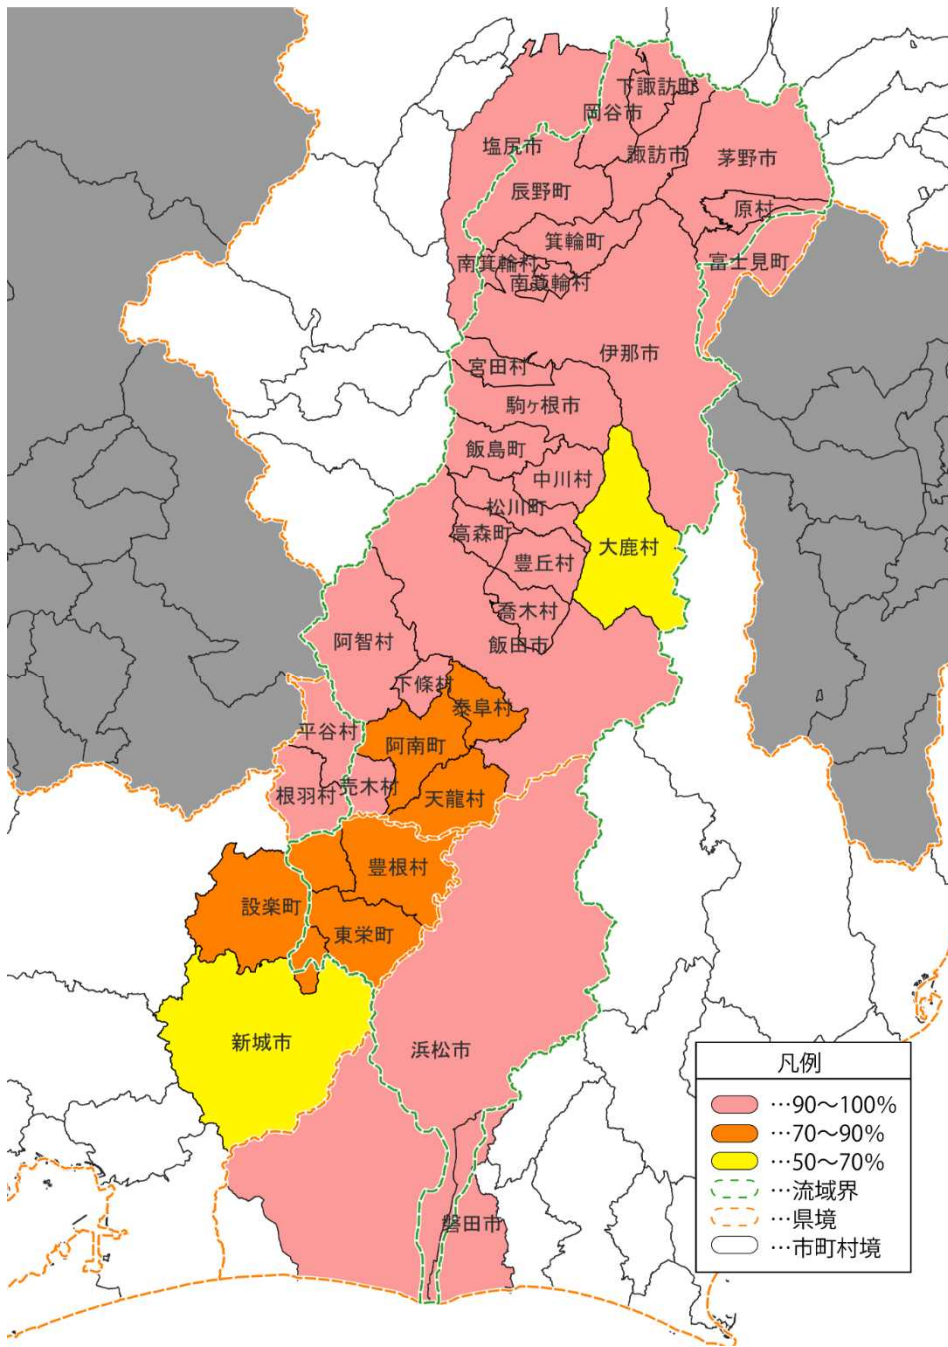 下諏訪町
岡谷市
塩尻市
諏訪市
茅野市
辰野町
原村
箕輪町
富士見町
南箕輪村
南箕輪村
伊那市
宮田村
駒ヶ根市
飯島町
中川村
松川町
高森町
大鹿村
豊丘村
喬木村
飯田市
阿智村
下條村
泰阜村
平谷村
阿南町
売木村
根羽村
天龍村
豊根村
設楽町
東栄町
新城市
浜松市
磐田市
凡例
…90～100%
…70～90%
…50～70%
…流域界
…県境
…市町村境